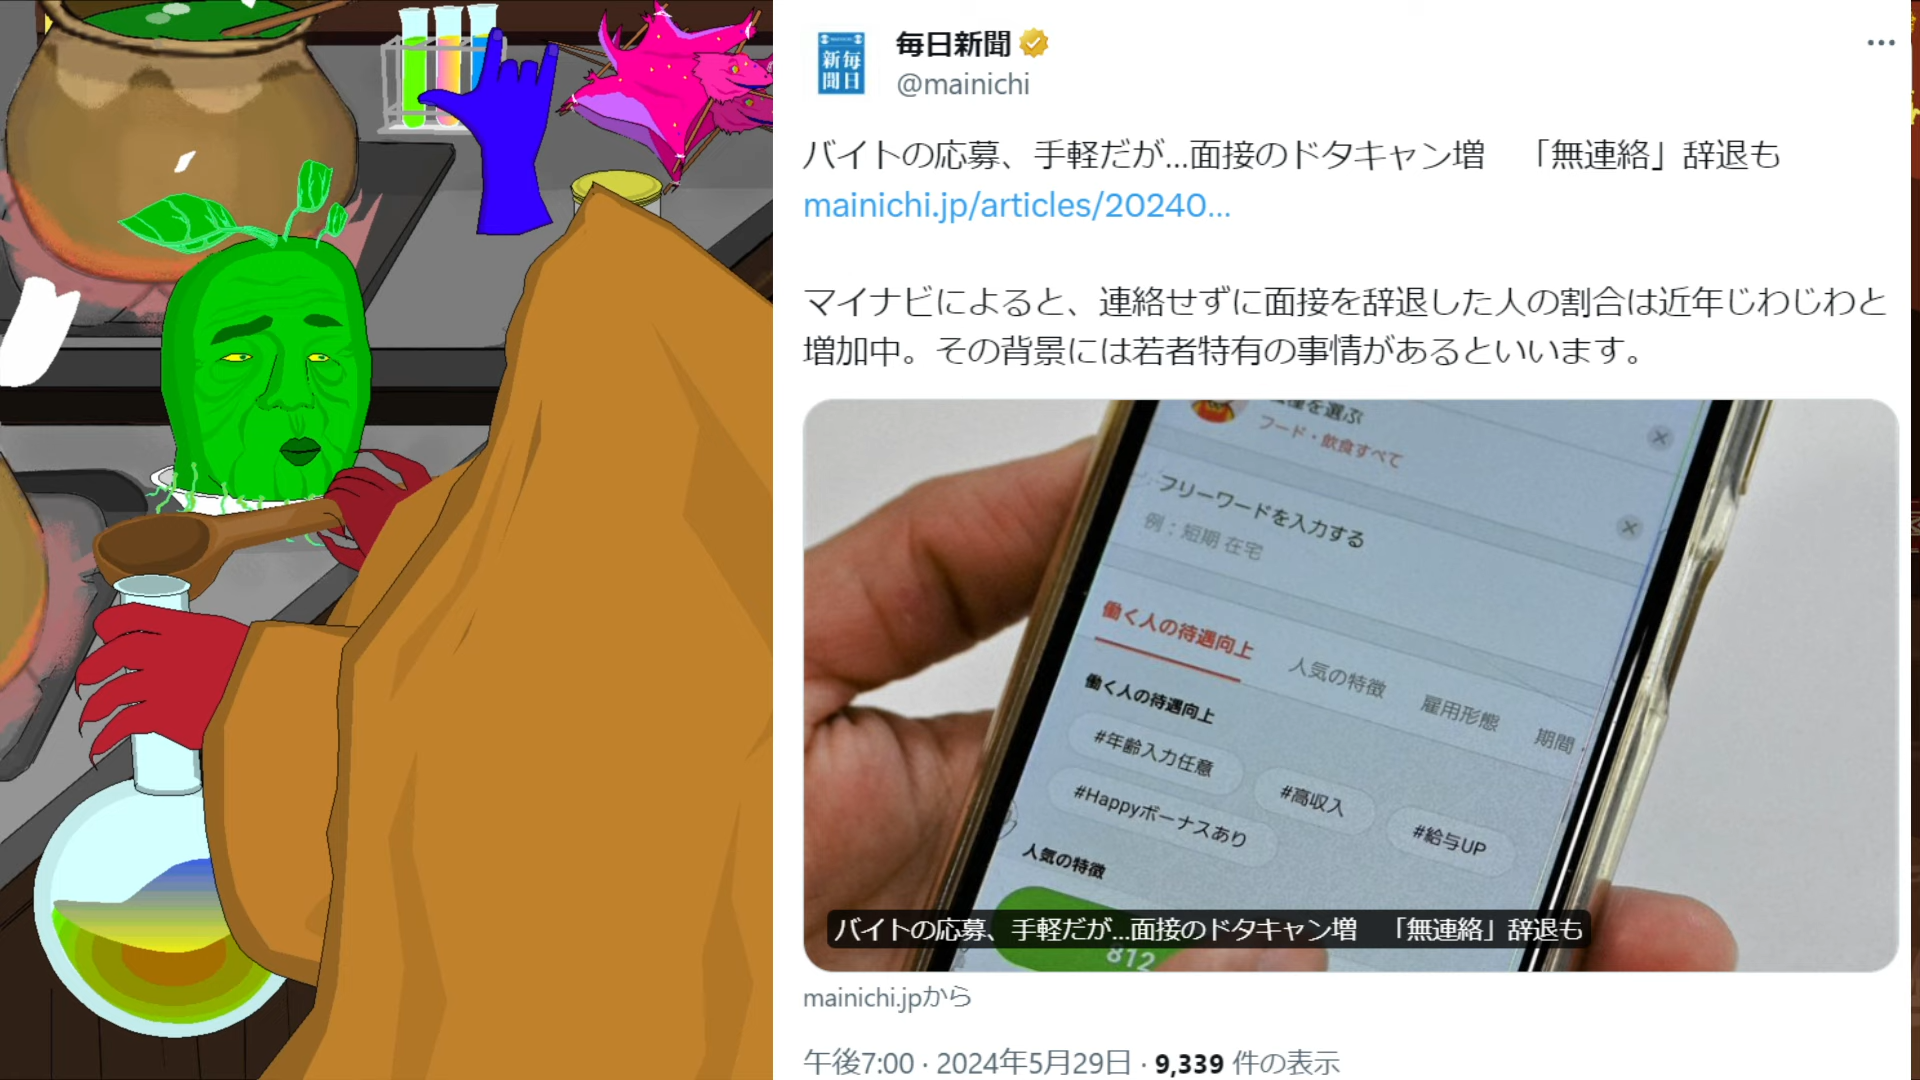 毎日新聞
@mainichi
バイトの応募、手軽だが...面接のドタキャン増　「無連絡」辞退も
mainichi.jp/articles/20240...
マイナビによると、連絡せずに面接を辞退した人の割合は近年じわじわと
増加中。その背景には若者特有の事情があるといいます。
を選ぶ
フード・飲食すべて
フリーワードを入力する
例：短期 在宅
働く人の待遇向上　人気の特徴　雇用形態　期間
働く人の待遇向上
#年齢入力任意　#高収入　#給与UP
#Happyボーナスあり
人気の特徴
バイトの応募、手軽だが...面接のドタキャン増　「無連絡」辞退も
812
mainichi.jpから
午後7:00 · 2024年5月29日 · 9,339 件の表示